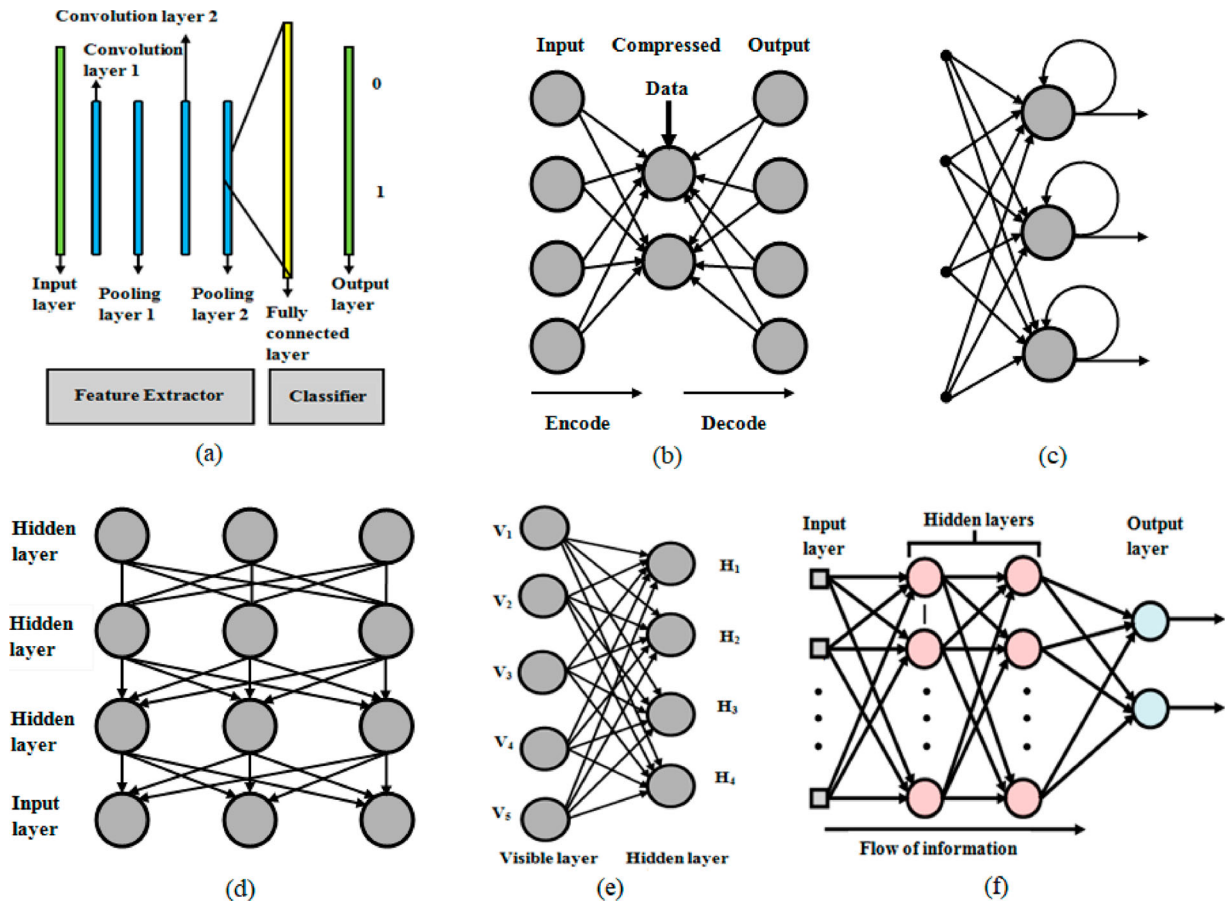 Convolution layer 2
Convolution
layer 1
0
1
Input
layer
Pooling
layer 1
Pooling
layer 2
Fully
connected
layer
Output
layer
Feature Extractor
Classifier
(a)
Input
Compressed
Data
Output
Encode
Decode
(b)
(c)
Hidden
layer
Hidden
layer
Hidden
layer
Input
layer
(d)
V1
V2
V3
V4
V5
H1
H2
H3
H4
Visible layer
Hidden layer
(e)
Input
layer
Hidden layers
Output
layer
Flow of information
(f)